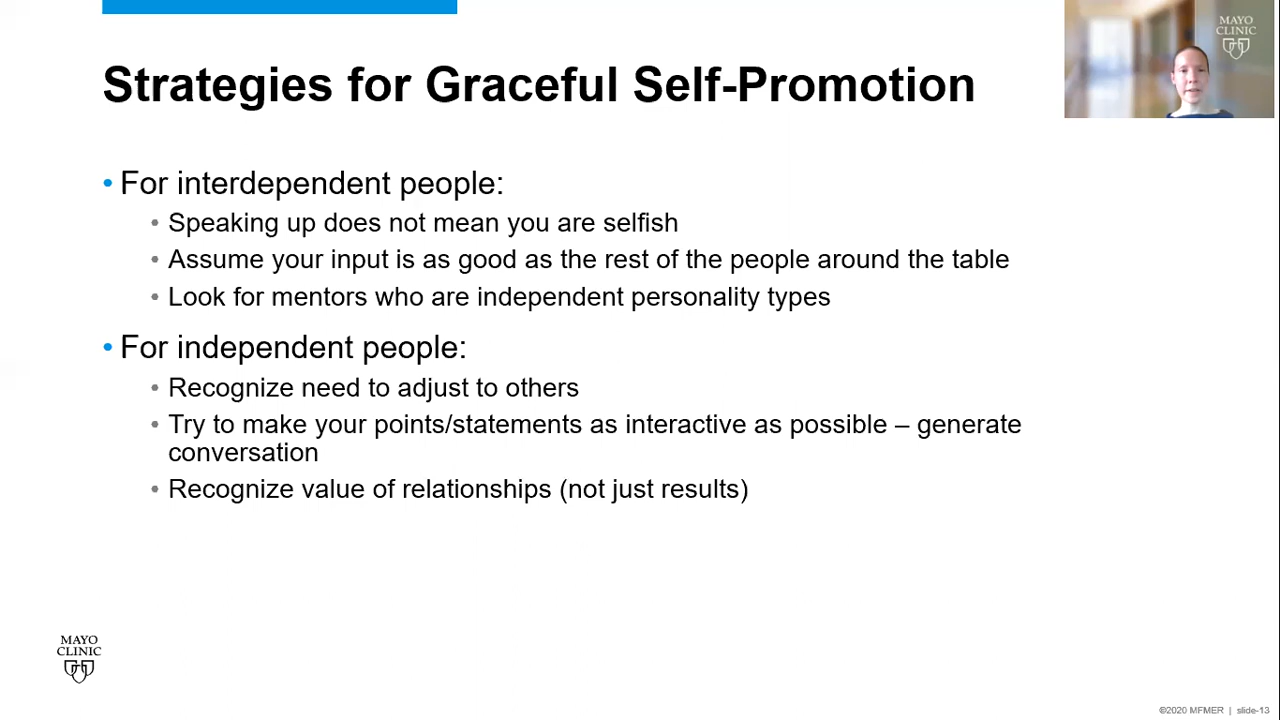 MAYO
CLINIC
Strategies for Graceful Self-Promotion
• For interdependent people:
• Speaking up does not mean you are selfish
• Assume your input is as good as the rest of the people around the table
• Look for mentors who are independent personality types
• For independent people:
• Recognize need to adjust to others
• Try to make your points/statements as interactive as possible – generate
conversation
• Recognize value of relationships (not just results)
MAYO
CLINIC
©2020 MFMER | slide-13